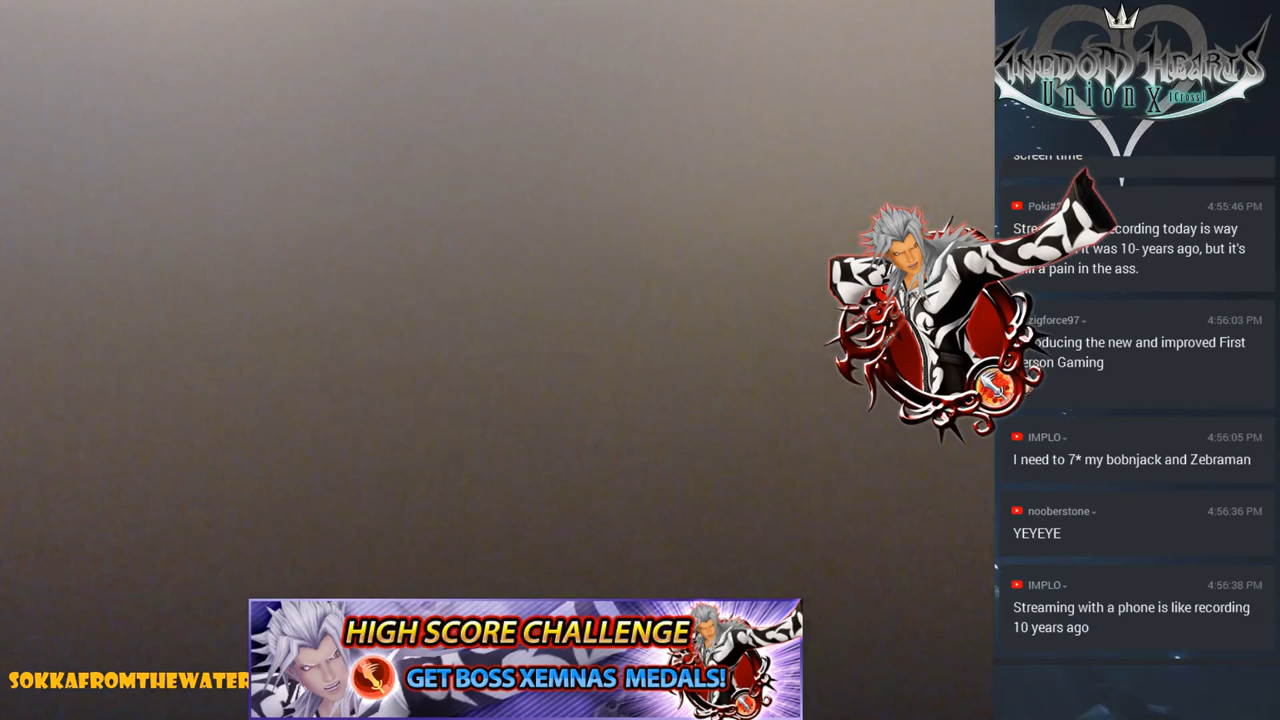 KINGDOM HEARTS
Union X [Cross]
screen time
Poki#2
4:55:46 PM
ecording today is way
it was 10- years ago, but it's
a pain in the ass.
zigforce97
4:56:03 PM
oducing the new and improved First
erson Gaming
IMPLO
4:56:05 PM
I need to 7* my bobnjack and Zebraman
nooberstone
4:56:36 PM
YEYEYE
IMPLO
4:56:38 PM
Streaming with a phone is like recording
10 years ago
HIGH SCORE CHALLENGE
GET BOSS XEMNAS MEDALS!
SOKKAFROMTHEWATER